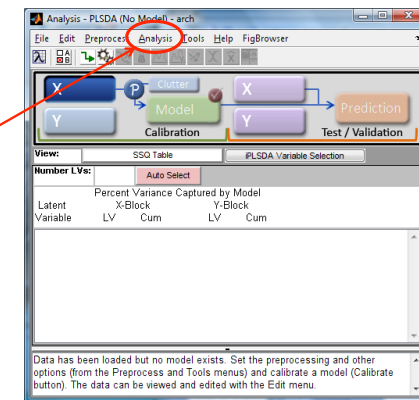 Analysis - PLSDA (No Model) - arch
File Edit Preprocess Analysis Tools Help FigBrowser
X P Clutter X
Model Prediction
Y Y
Calibration Test / Validation
View: SSQ Table iPLSDA Variable Selection
Number LVs: Auto Select
Percent Variance Captured by Model
Latent X-Block Y-Block
Variable LV Cum LV Cum
Data has been loaded but no model exists. Set the preprocessing and other
options (from the Preprocess and Tools menus) and calibrate a model (Calibrate
button). The data can be viewed and edited with the Edit menu.